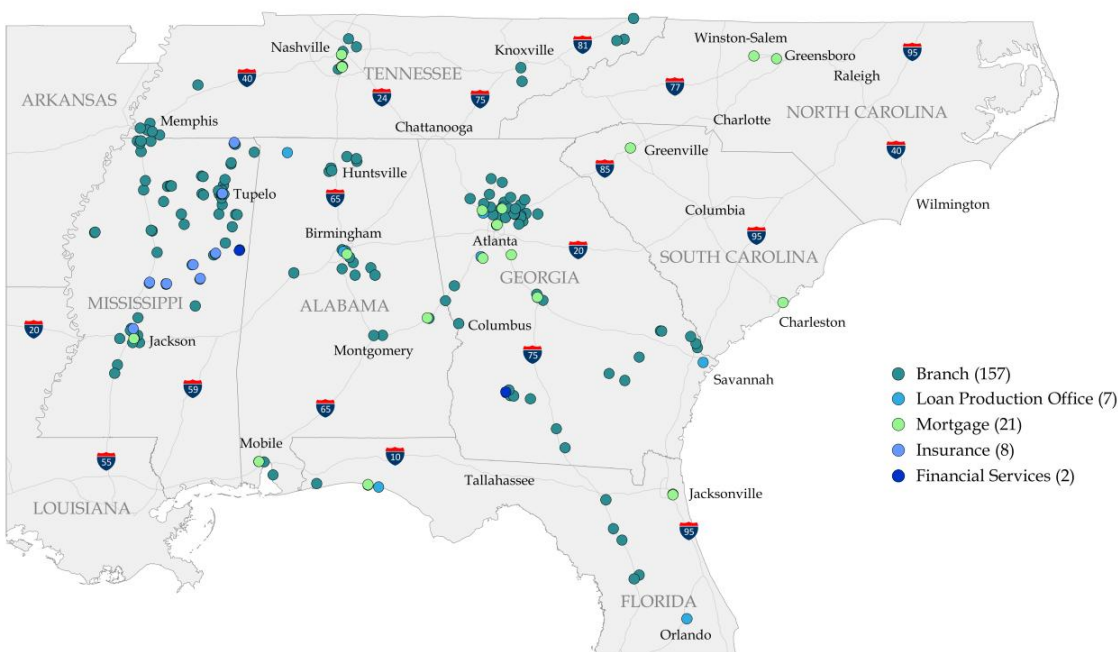 81
Winston-Salem
Nashville
Knoxville
Greensboro
95
TENNESSEE
Raleigh
40
77
ARKANSAS
24
75
NORTH CAROLINA
Memphis
Charlotte
Chattanooga
Greenville
40
85
Huntsville
Tupelo
65
Wilmington
Columbia
Birmingham
95
Atlanta
20
SOUTH CAROLINA
GEORGIA
MISSISSIPPI
ALABAMA
20
Columbus
Charleston
Jackson
Montgomery
75
Savannah
59
65
Branch (157)
Loan Production Office (7)
Mortgage (21)
Insurance (8)
Financial Services (2)
Mobile
55
10
Tallahassee
Jacksonville
LOUISIANA
95
FLORIDA
Orlando